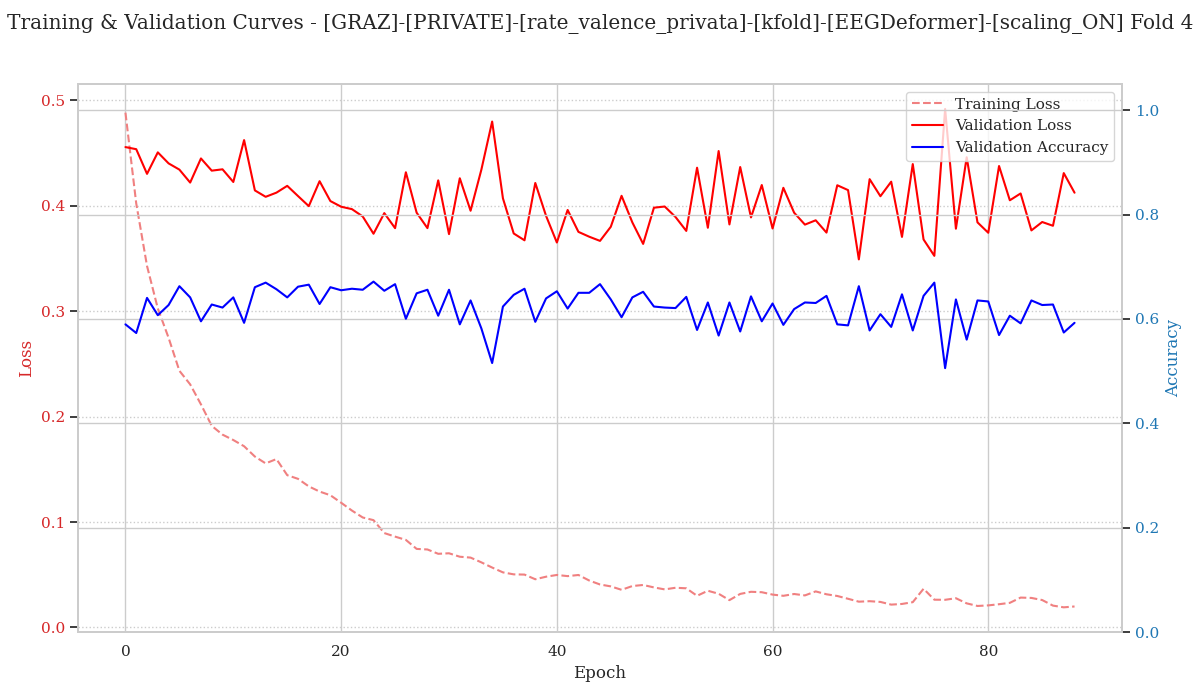 Training & Validation Curves - [GRAZ]-[PRIVATE]-[rate_valence_privata]-[kfold]-[EEGDeformer]-[scaling_ON] Fold 4
Training Loss
Validation Loss
Validation Accuracy
0.5
0.4
0.3
0.2
0.1
0.0
Loss
1.0
0.8
0.6
0.4
0.2
0.0
Accuracy
0 20 40 60 80
Epoch